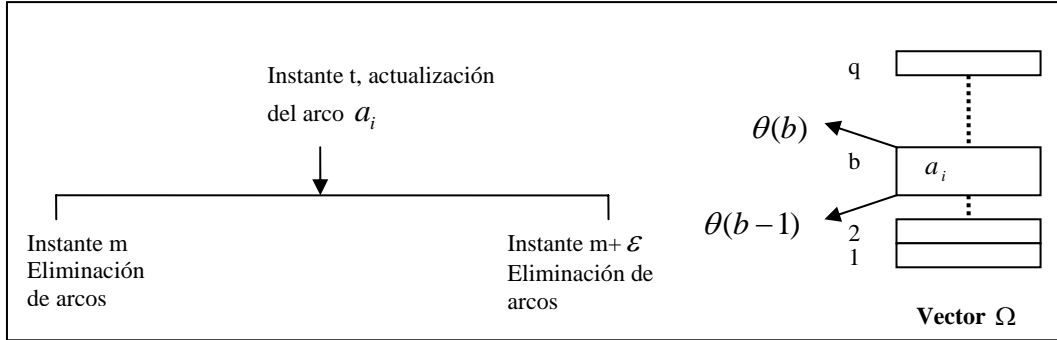 Instante t, actualización
del arco a_i
Instante m
Eliminación
de arcos
Instante m+ ε
Eliminación de
arcos
q
θ(b)
b
a_i
θ(b−1)
2
1
Vector Ω